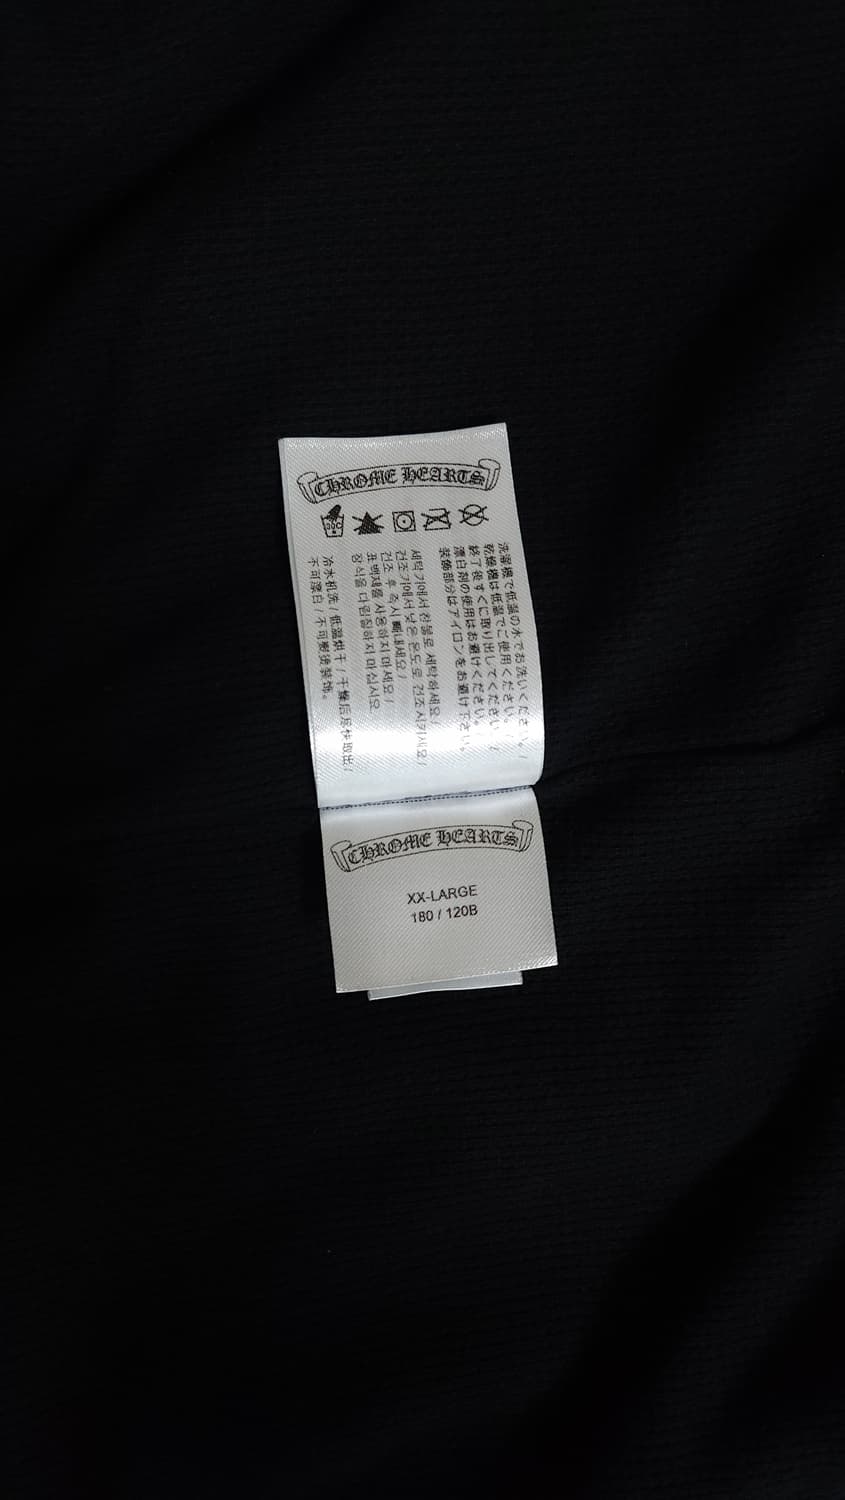 CHROME HEARTS
洗濯機で低温の水でお洗いください。/
乾燥機は低温でご使用ください。/
終了後すぐに取り出してください。/
漂白剤の使用はお避けください。/
装飾部分はアイロンをお避け下さい。
세탁기에서 찬물로 세탁하세요 /
건조기에서 낮은 온도로 건조시키세요 /
건조 후 즉시 빼내세요 /
표백제를 사용하지 마세요 /
장식을 다림질하지 마십시오.
冷水机洗 / 低温烘干 / 干燥后尽快取出 /
不可漂白 / 不可熨烫装饰。
CHROME HEARTS
XX-LARGE
180 / 120B